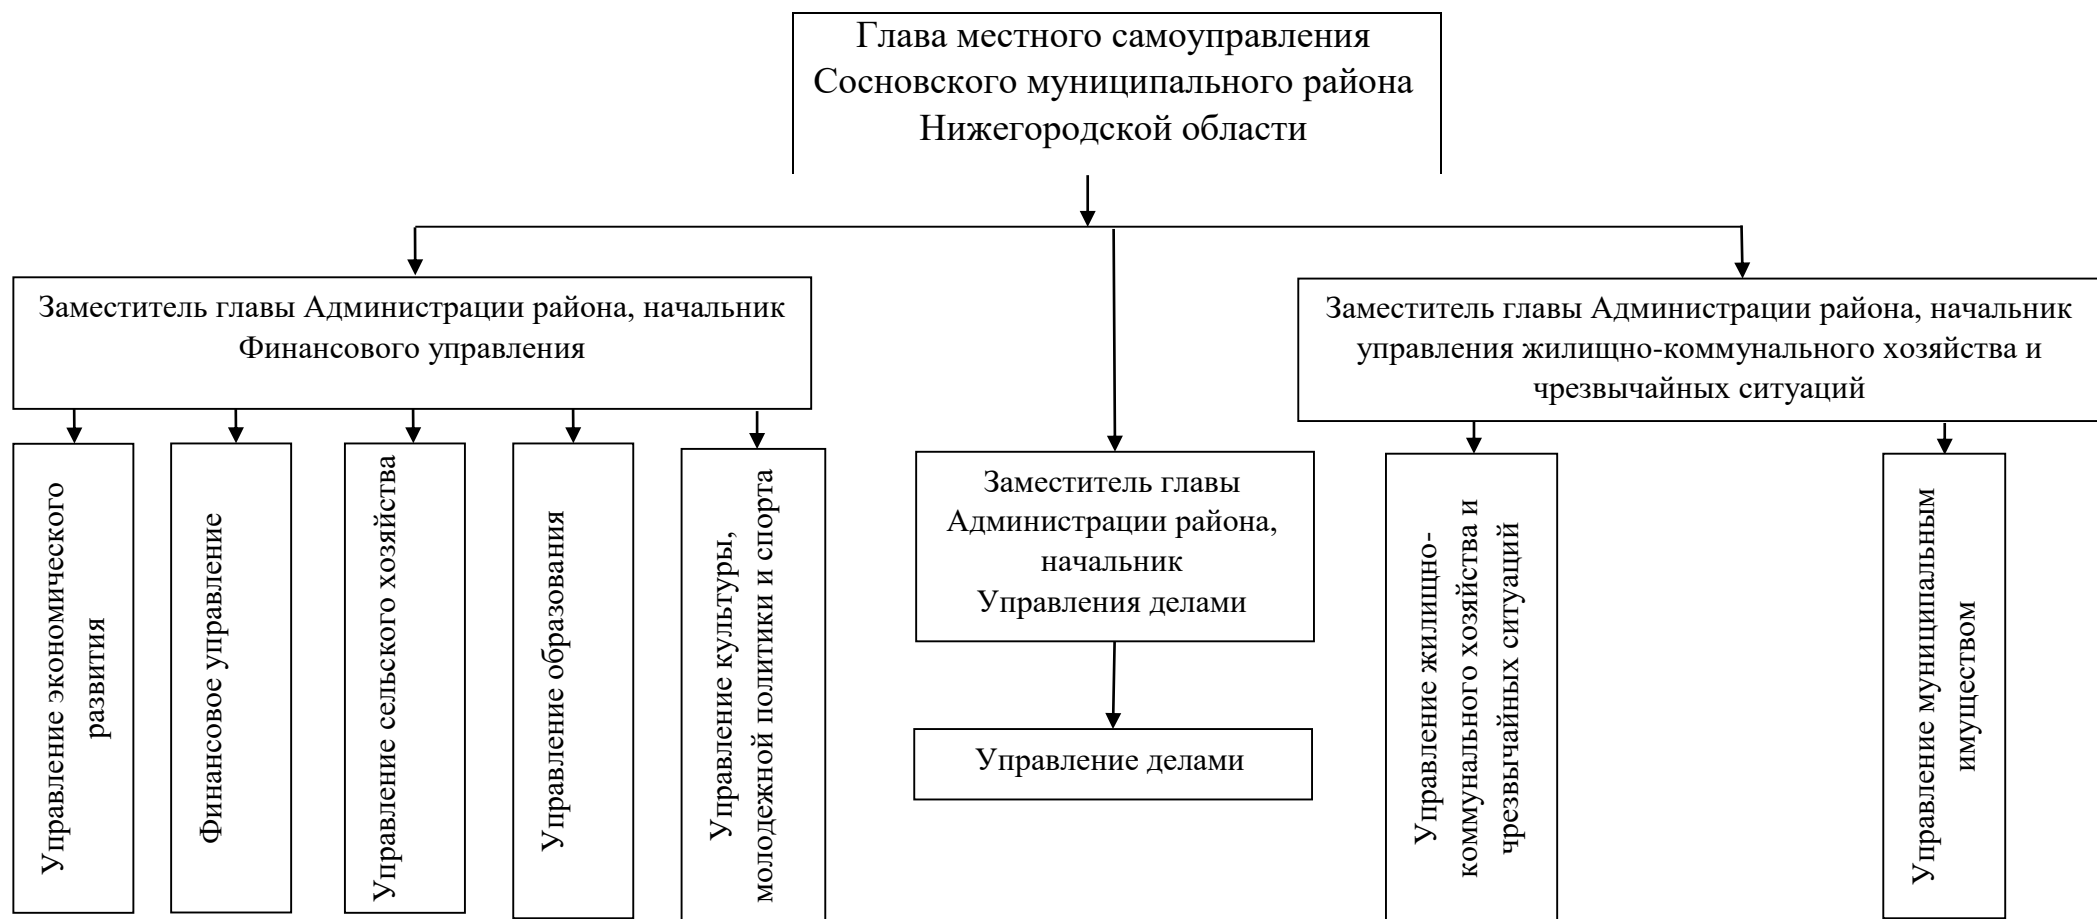 Глава местного самоуправления
Сосновского муниципального района
Нижегородской области
Заместитель главы Администрации района, начальник
Финансового управления
Заместитель главы Администрации района, начальник
управления жилищно-коммунального хозяйства и
чрезвычайных ситуаций
Управление экономического
развития
Финансовое управление
Управление сельского хозяйства
Управление образования
Управление культуры,
молодежной политики и спорта
Заместитель главы
Администрации района,
начальник
Управления делами
Управление делами
Управление жилищно-
коммунального хозяйства и
чрезвычайных ситуаций
Управление муниципальным
имуществом